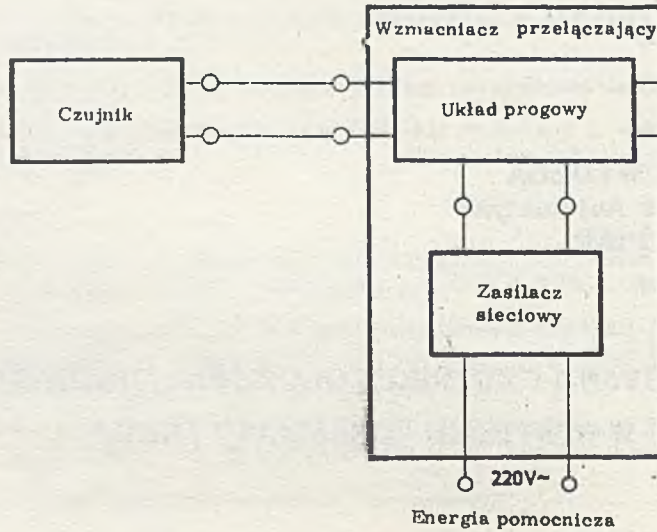 Wzmacniacz przełączający
Czujnik
Układ progowy
Zasilacz
sieciowy
220V~
Energia pomocnicza